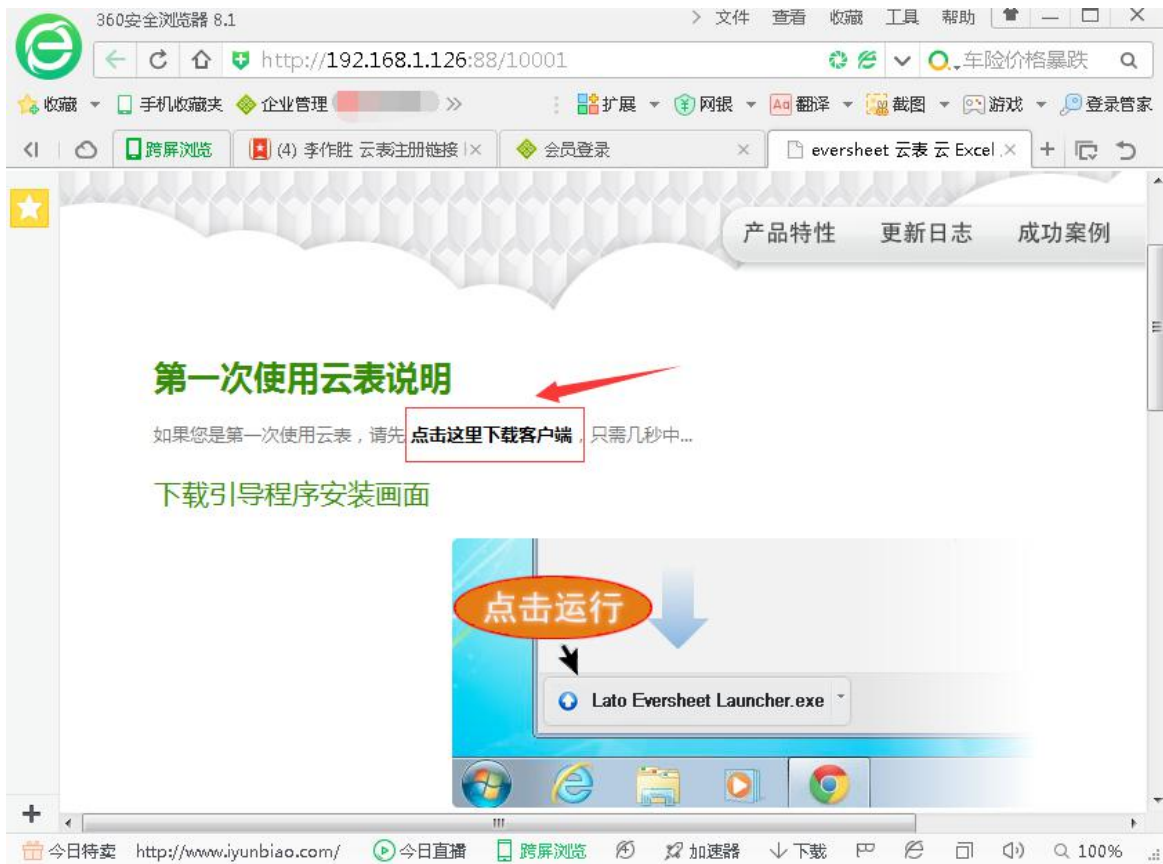 360安全浏览器 8.1
文件 查看 收藏 工具 帮助
http://192.168.1.126:88/10001
车险价格暴跌
收藏 手机收藏夹 企业管理
扩展 网银 Aa 翻译 截图 游戏 登录管家
跨屏浏览
(4) 李作胜 云表注册链接
会员登录
eversheet 云表 云 Excel
产品特性 更新日志 成功案例
第一次使用云表说明
如果您是第一次使用云表，请先 点击这里下载客户端，只需几秒中...
下载引导程序安装画面
点击运行
Lato Eversheet Launcher.exe
今日特卖 http://www.iyunbiao.com/ 今日直播 跨屏浏览 加速器 下载 100%